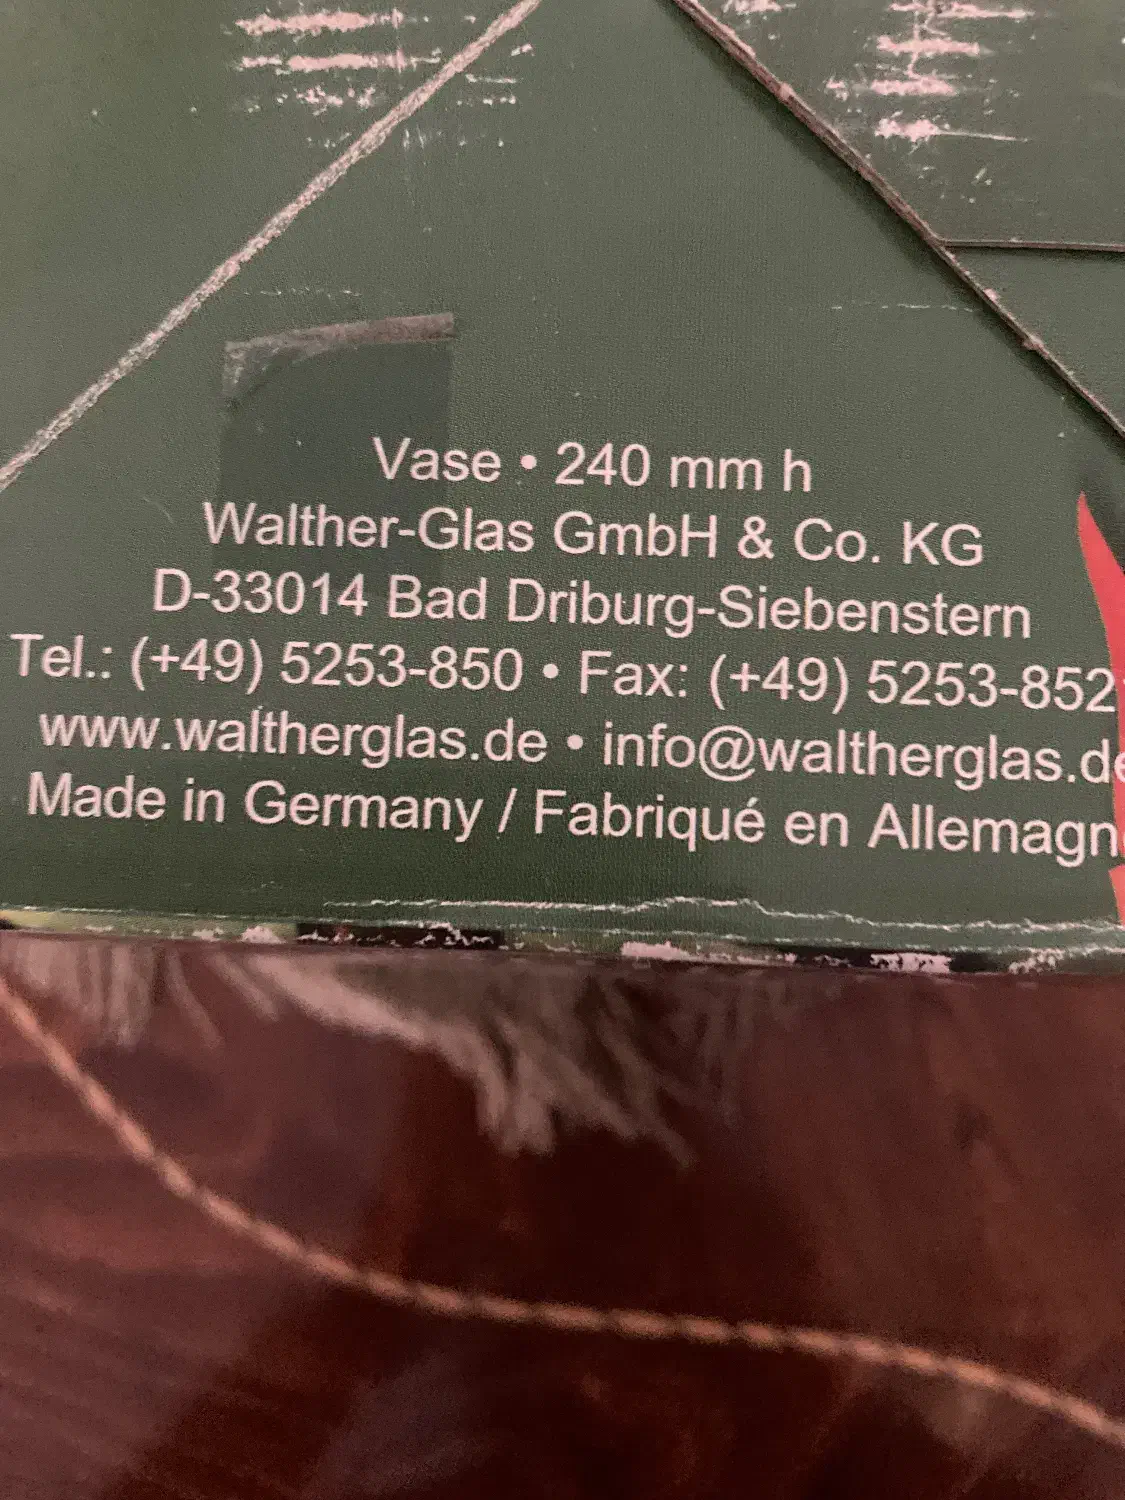 Vase • 240 mm h
Walther-Glas GmbH & Co. KG
D-33014 Bad Driburg-Siebenstern
Tel.: (+49) 5253-850 • Fax: (+49) 5253-852
www.waltherglas.de • info@waltherglas.de
Made in Germany / Fabriqué en Allemagn